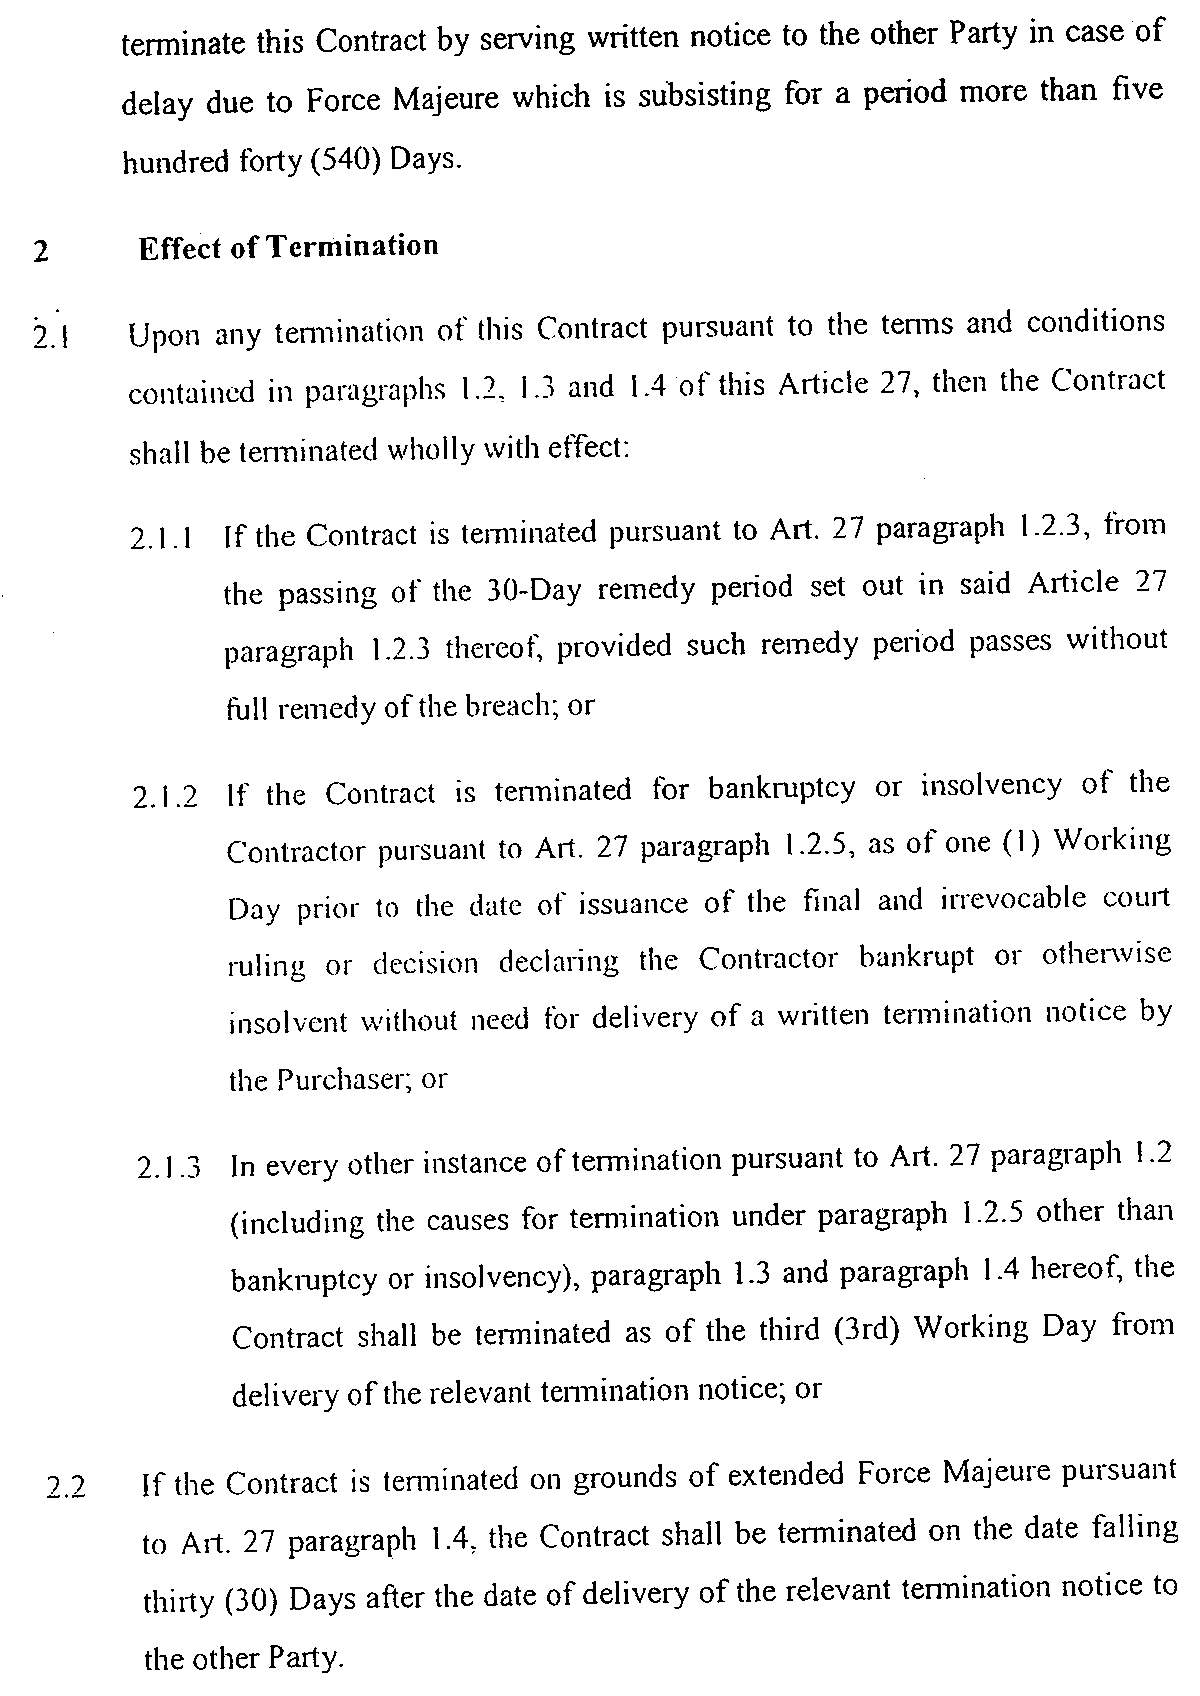 terminate this Contract by serving written notice to the other Party in case of
delay due to Force Majeure which is subsisting for a period more than five
hundred forty (540) Days.
2 Effect of Termination
2.1 Upon any termination of this Contract pursuant to the terms and conditions
contained in paragraphs 1.2, 1.3 and 1.4 of this Article 27, then the Contract
shall be terminated wholly with effect:
2.1.1 If the Contract is terminated pursuant to Art. 27 paragraph 1.2.3, from
the passing of the 30-Day remedy period set out in said Article 27
paragraph 1.2.3 thereof, provided such remedy period passes without
full remedy of the breach; or
2.1.2 If the Contract is terminated for bankruptcy or insolvency of the
Contractor pursuant to Art. 27 paragraph 1.2.5, as of one (1) Working
Day prior to the date of issuance of the final and irrevocable court
ruling or decision declaring the Contractor bankrupt or otherwise
insolvent without need for delivery of a written termination notice by
the Purchaser; or
2.1.3 In every other instance of termination pursuant to Art. 27 paragraph 1.2
(including the causes for termination under paragraph 1.2.5 other than
bankruptcy or insolvency), paragraph 1.3 and paragraph 1.4 hereof, the
Contract shall be terminated as of the third (3rd) Working Day from
delivery of the relevant termination notice; or
2.2 If the Contract is terminated on grounds of extended Force Majeure pursuant
to Art. 27 paragraph 1.4, the Contract shall be terminated on the date falling
thirty (30) Days after the date of delivery of the relevant termination notice to
the other Party.